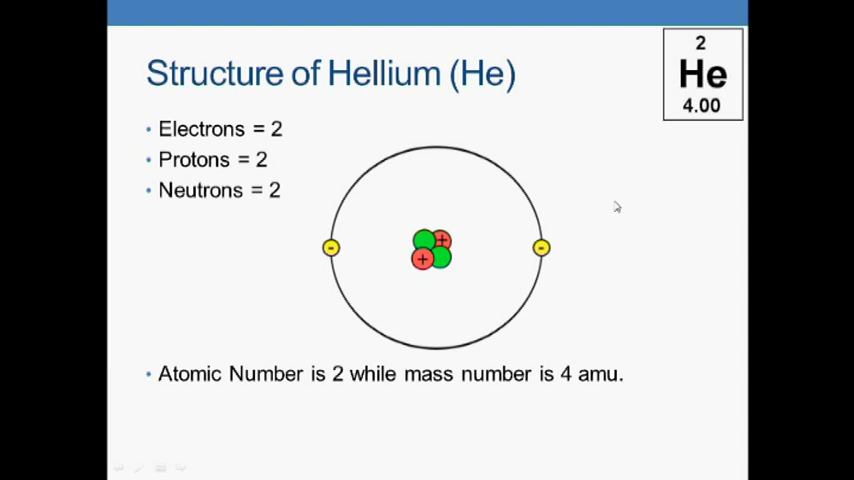 2
He
4.00
Structure of Hellium (He)
• Electrons = 2
• Protons = 2
• Neutrons = 2
+
- -
+
• Atomic Number is 2 while mass number is 4 amu.